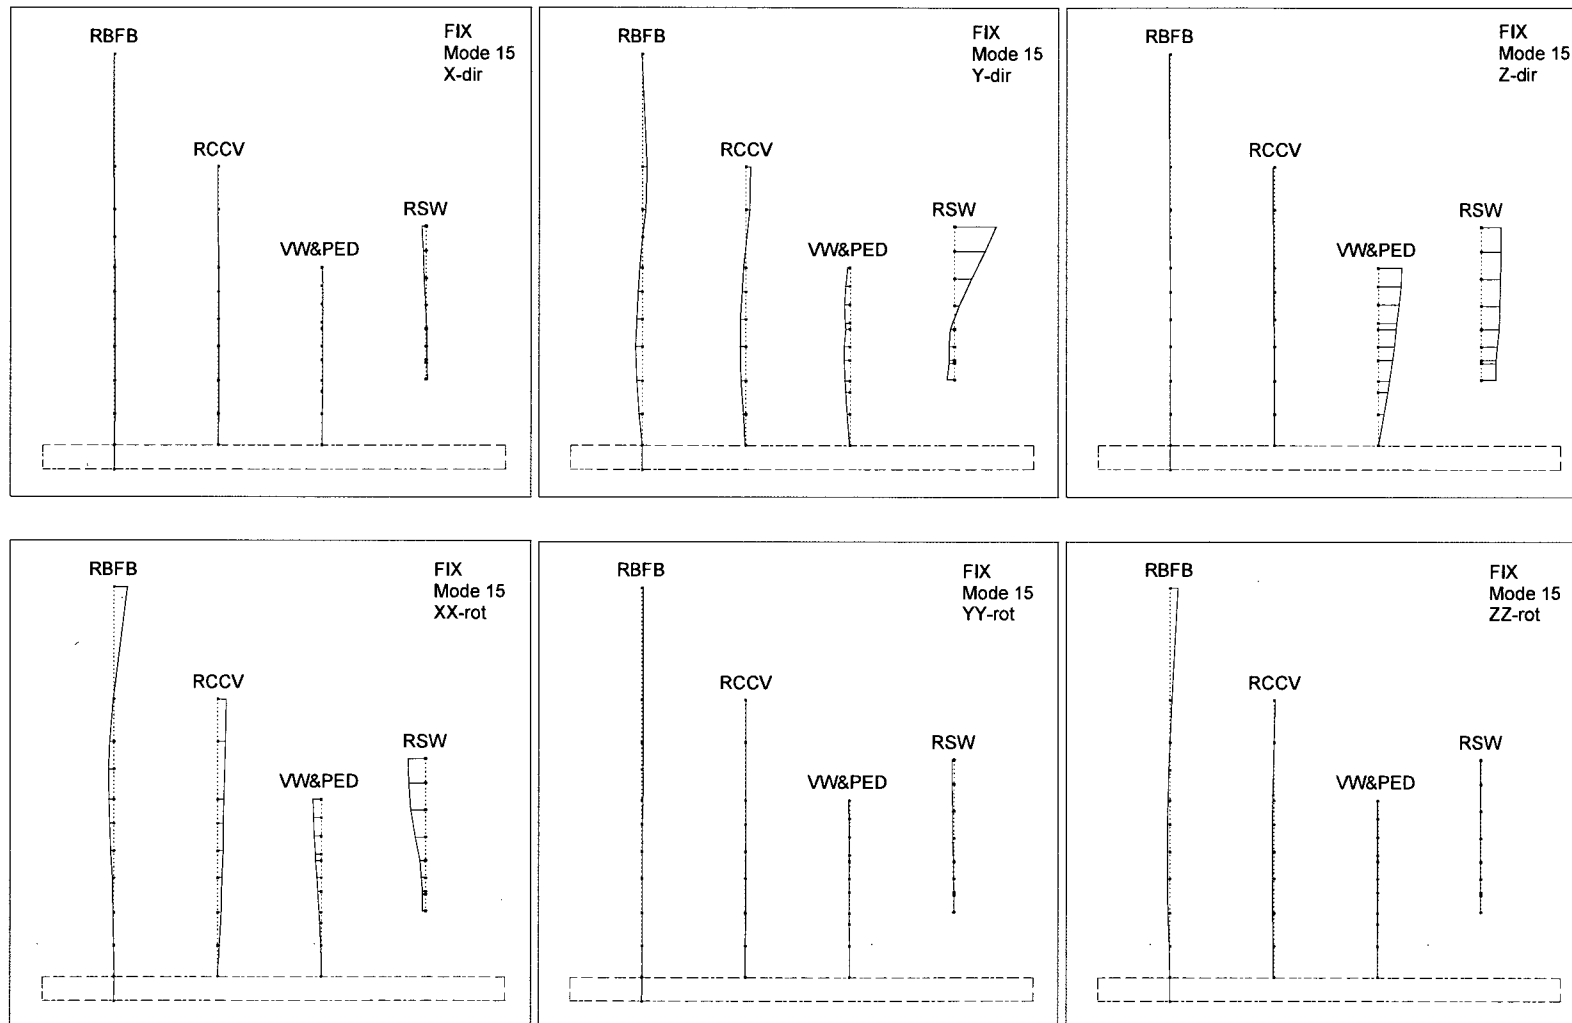 RBFB
FIX
Mode 15
X-dir
RCCV
RSW
VW&PED
RBFB
FIX
Mode 15
Y-dir
RCCV
RSW
VW&PED
RBFB
FIX
Mode 15
Z-dir
RCCV
RSW
VW&PED
RBFB
FIX
Mode 15
XX-rot
RCCV
RSW
VW&PED
RBFB
FIX
Mode 15
YY-rot
RCCV
RSW
VW&PED
RBFB
FIX
Mode 15
ZZ-rot
RCCV
RSW
VW&PED